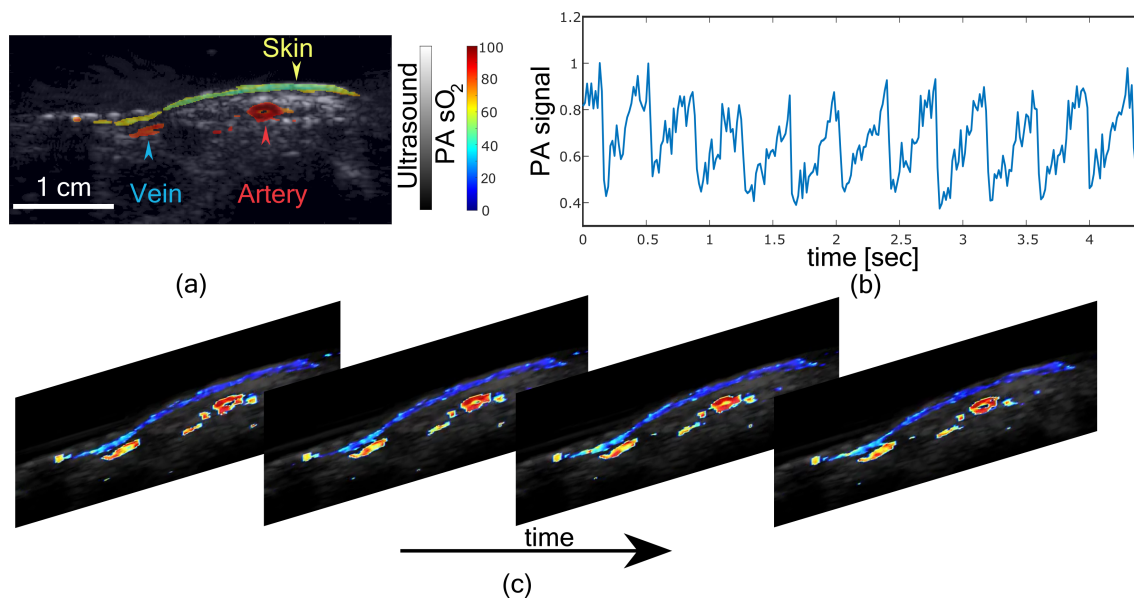 Skin
Vein
Artery
1 cm
Ultrasound
PA sO2
100
80
60
40
20
0
(a)
PA signal
1.2
1
0.8
0.6
0.4
0 0.5 1 1.5 2 2.5 3 3.5 4
time [sec]
(b)
time
(c)